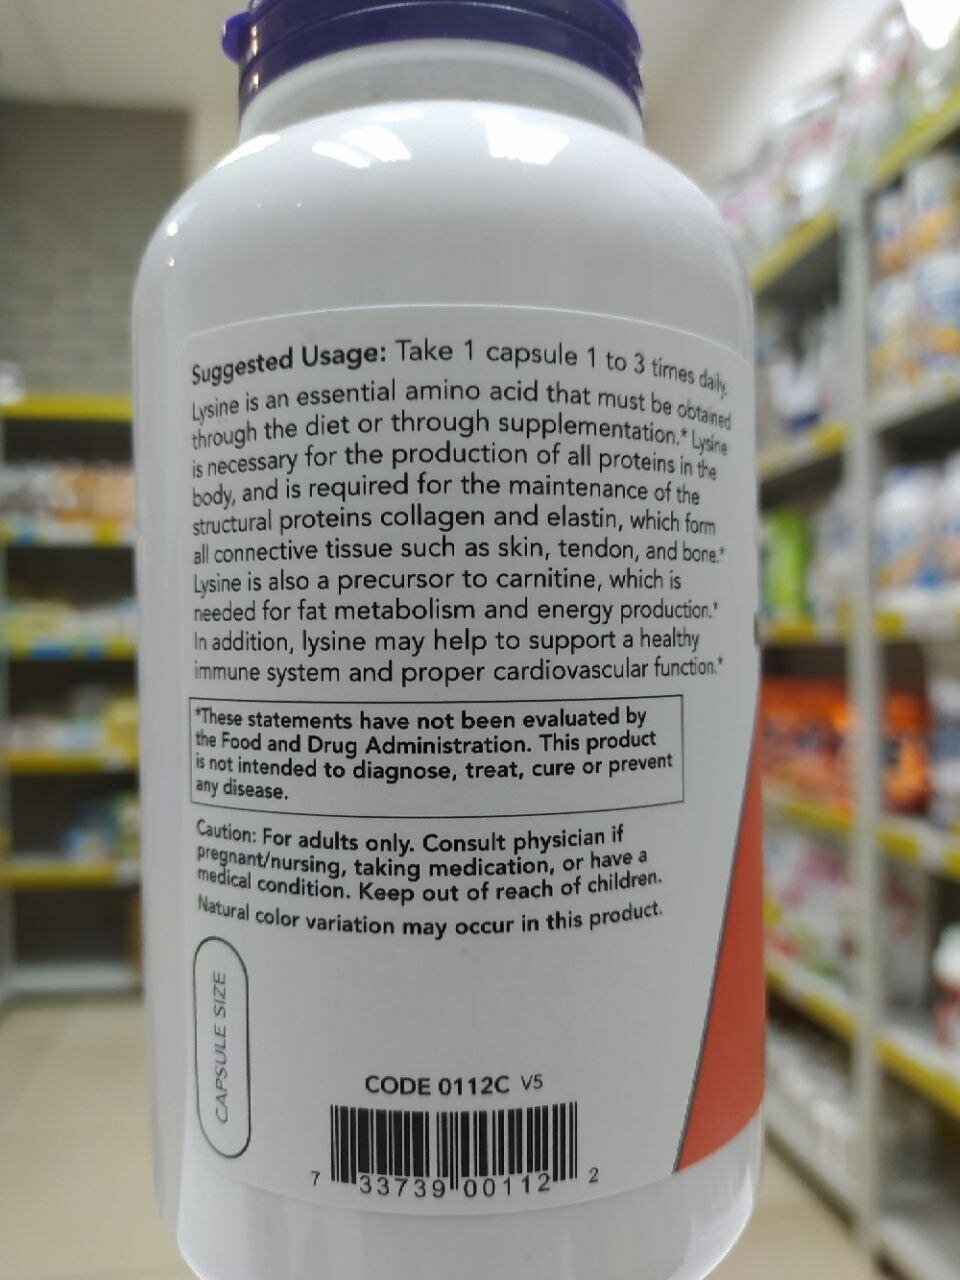 Suggested Usage: Take 1 capsule 1 to 3 times daily.
Lysine is an essential amino acid that must be obtained
through the diet or through supplementation.* Lysine
is necessary for the production of all proteins in the
body, and is required for the maintenance of the
structural proteins collagen and elastin, which form
all connective tissue such as skin, tendon, and bone.*
Lysine is also a precursor to carnitine, which is
needed for fat metabolism and energy production.*
In addition, lysine may help to support a healthy
immune system and proper cardiovascular function.*
*These statements have not been evaluated by
the Food and Drug Administration. This product
is not intended to diagnose, treat, cure or prevent
any disease.
Caution: For adults only. Consult physician if
pregnant/nursing, taking medication, or have a
medical condition. Keep out of reach of children.
Natural color variation may occur in this product.
CAPSULE SIZE
CODE 0112C V5
7 33739 00112 2